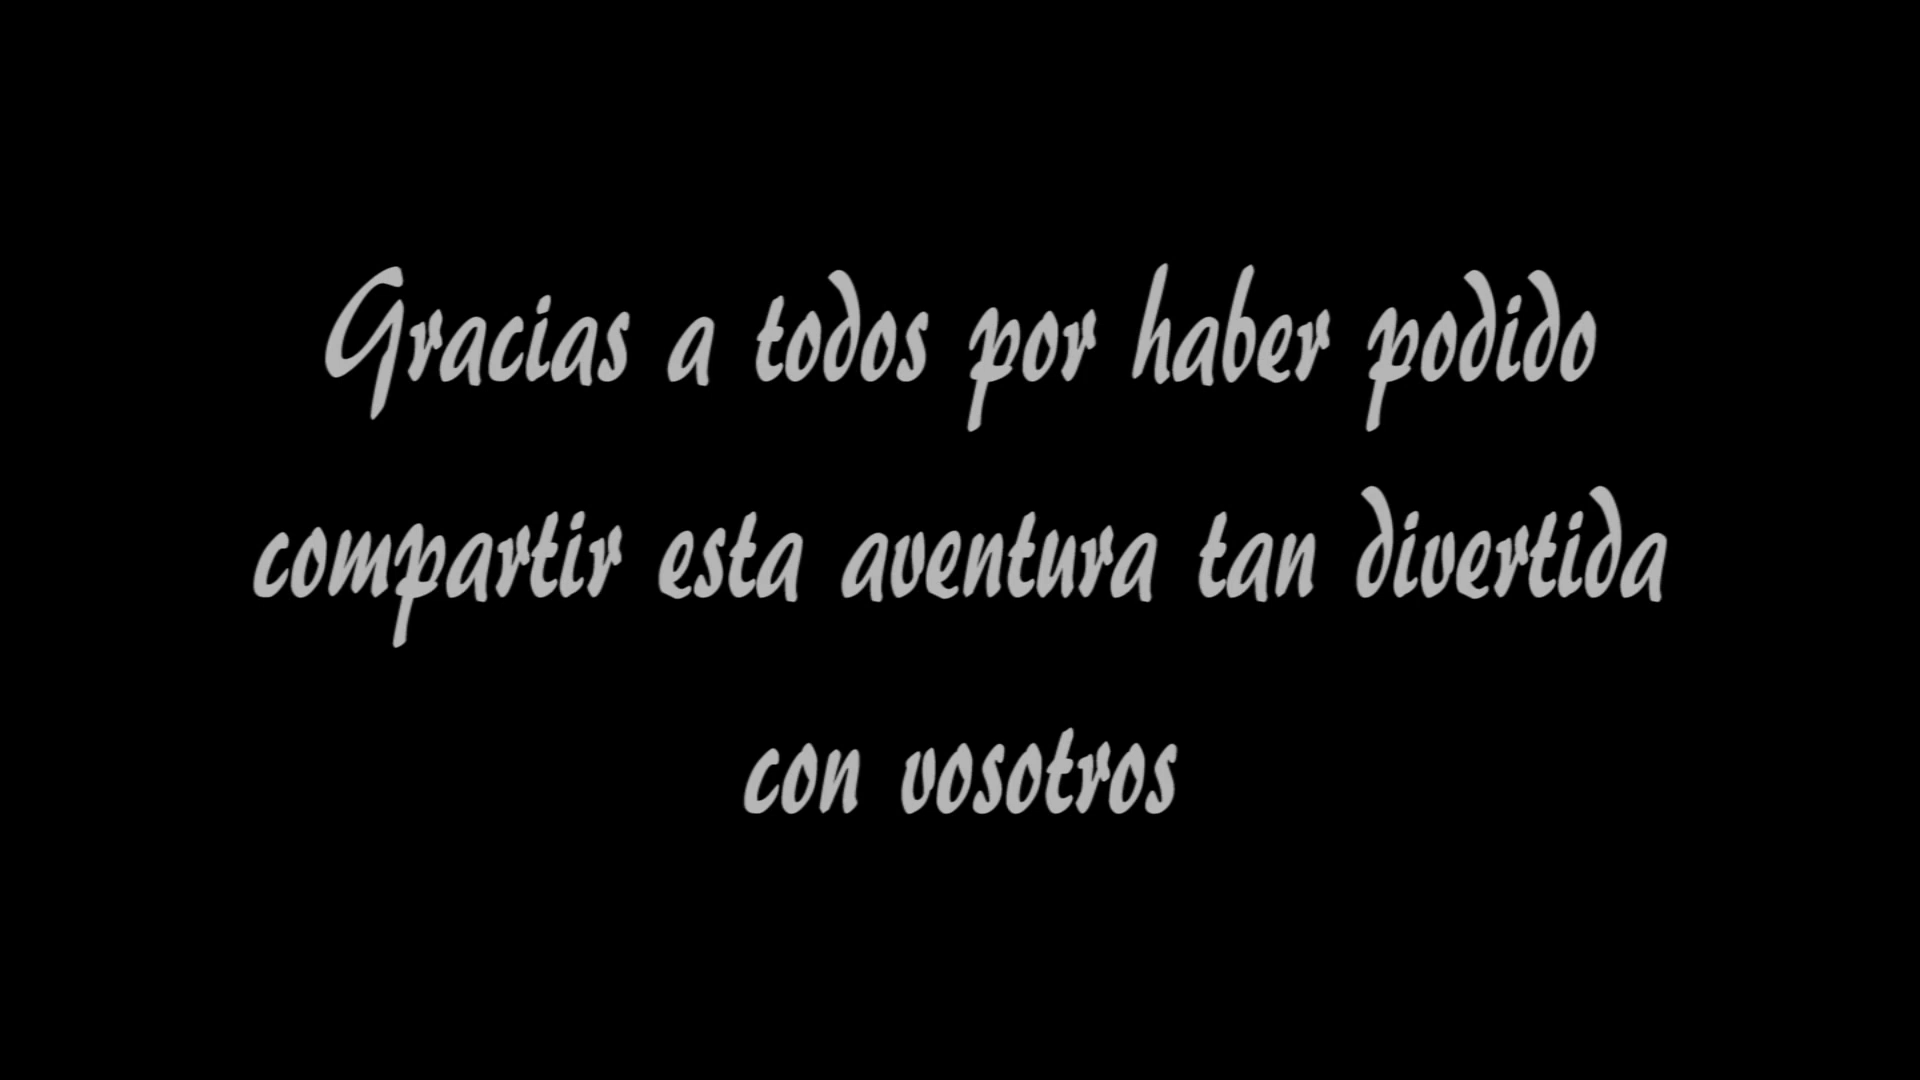 Gracias a todos por haber podido
compartir esta aventura tan divertida
con vosotros